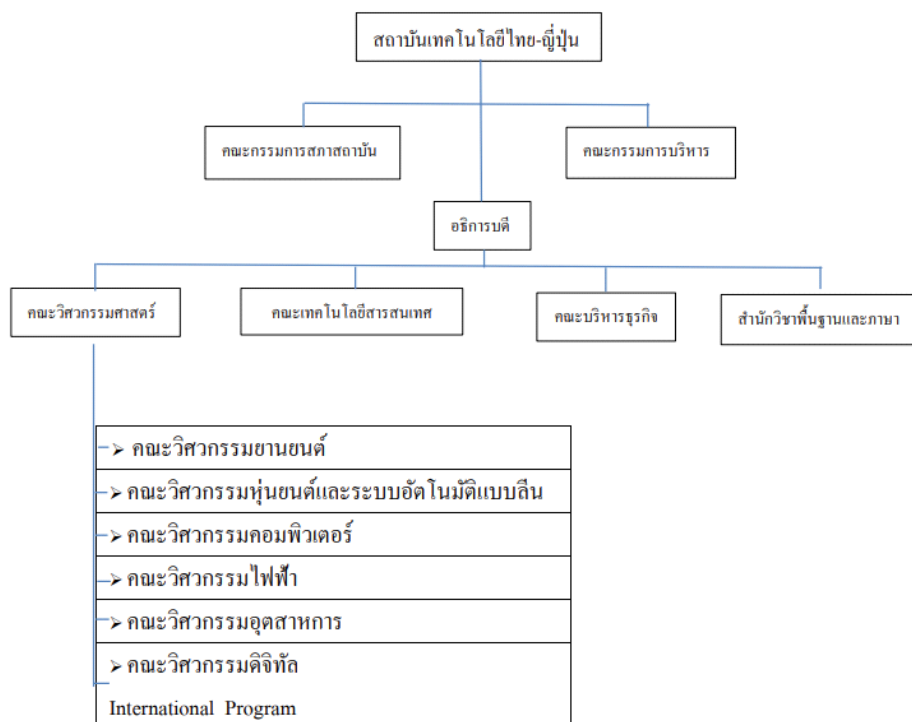 สถาบันเทคโนโลยีไทย-ญี่ปุ่น
คณะกรรมการสภาสถาบัน
คณะกรรมการบริหาร
อธิการบดี
คณะวิศวกรรมศาสตร์
คณะเทคโนโลยีสารสนเทศ
คณะบริหารธุรกิจ
สำนักวิชาพื้นฐานและภาษา
➢ คณะวิศวกรรมยานยนต์
➢ คณะวิศวกรรมหุ่นยนต์และระบบอัตโนมัติแบบลีน
➢ คณะวิศวกรรมคอมพิวเตอร์
➢ คณะวิศวกรรมไฟฟ้า
➢ คณะวิศวกรรมอุตสาหการ
➢ คณะวิศวกรรมดิจิทัล
International Program